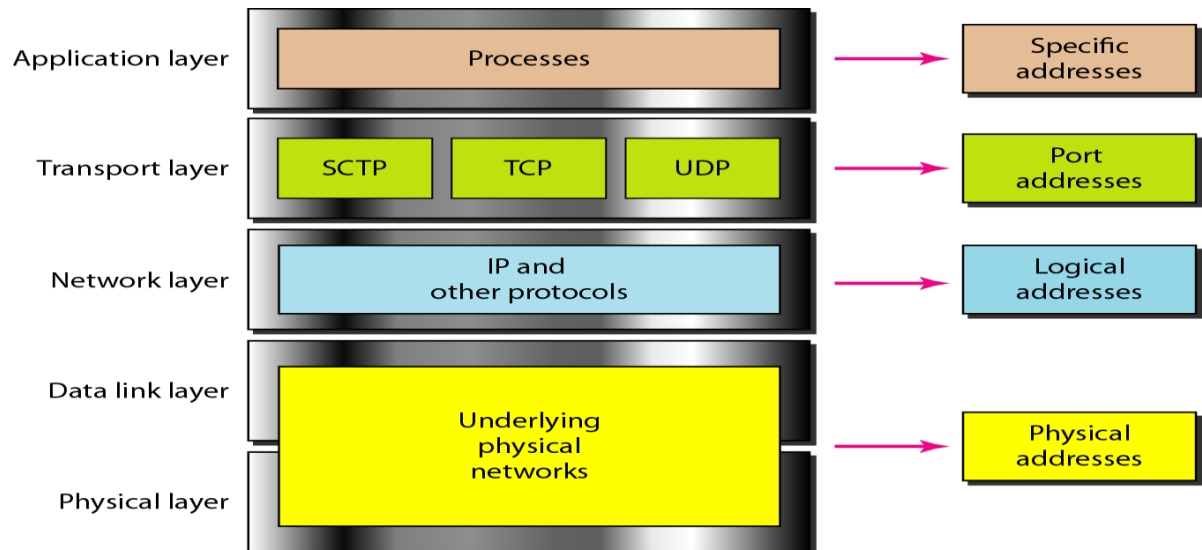 Application layer
Processes
Specific
addresses
Transport layer
SCTP
TCP
UDP
Port
addresses
Network layer
IP and
other protocols
Logical
addresses
Data link layer
Underlying
physical
networks
Physical
addresses
Physical layer